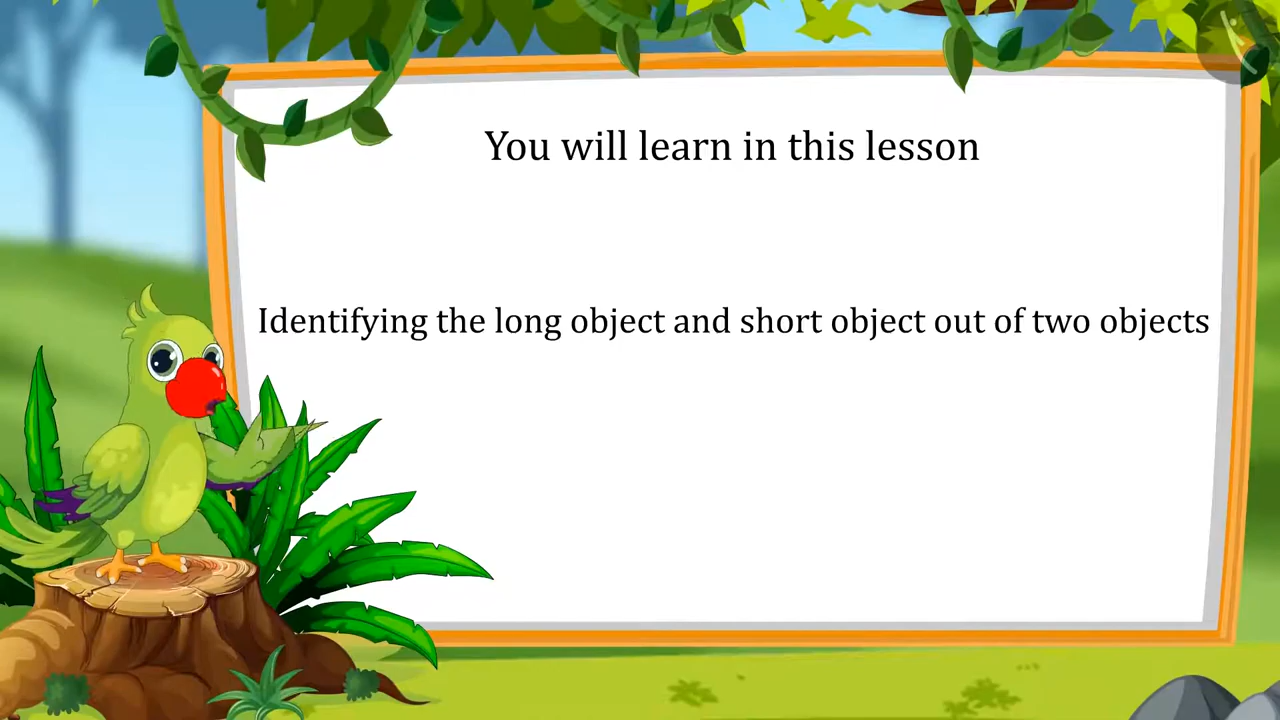 You will learn in this lesson
Identifying the long object and short object out of two objects